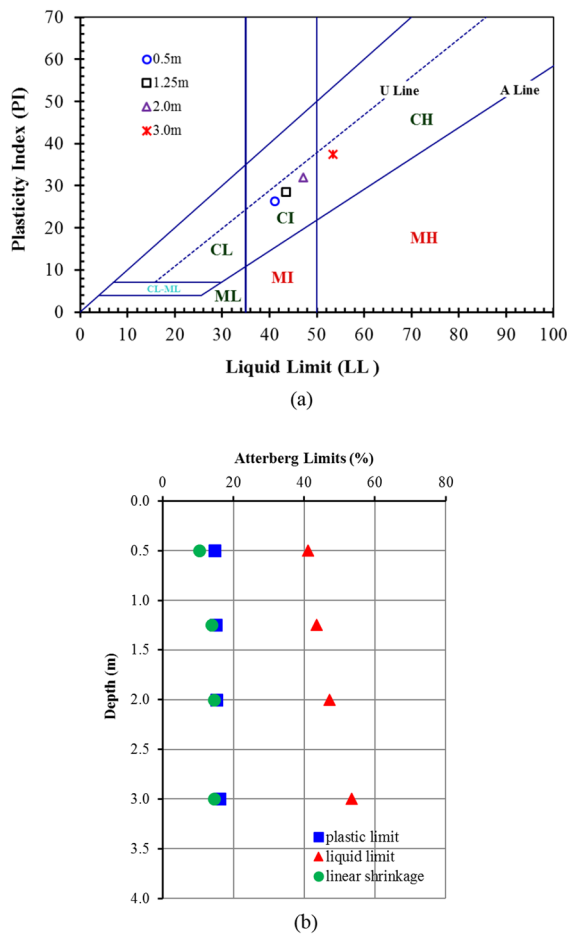 70
60
50
40
30
20
10
0
Plasticity Index (PI)
0.5m
1.25m
2.0m
3.0m
U Line
A Line
CH
CI
CL
MH
MI
CL-ML
ML
0 10 20 30 40 50 60 70 80 90 100
Liquid Limit (LL )
(a)
Atterberg Limits (%)
0 20 40 60 80
0.0
0.5
1.0
1.5
2.0
2.5
3.0
3.5
4.0
Depth (m)
plastic limit
liquid limit
linear shrinkage
(b)